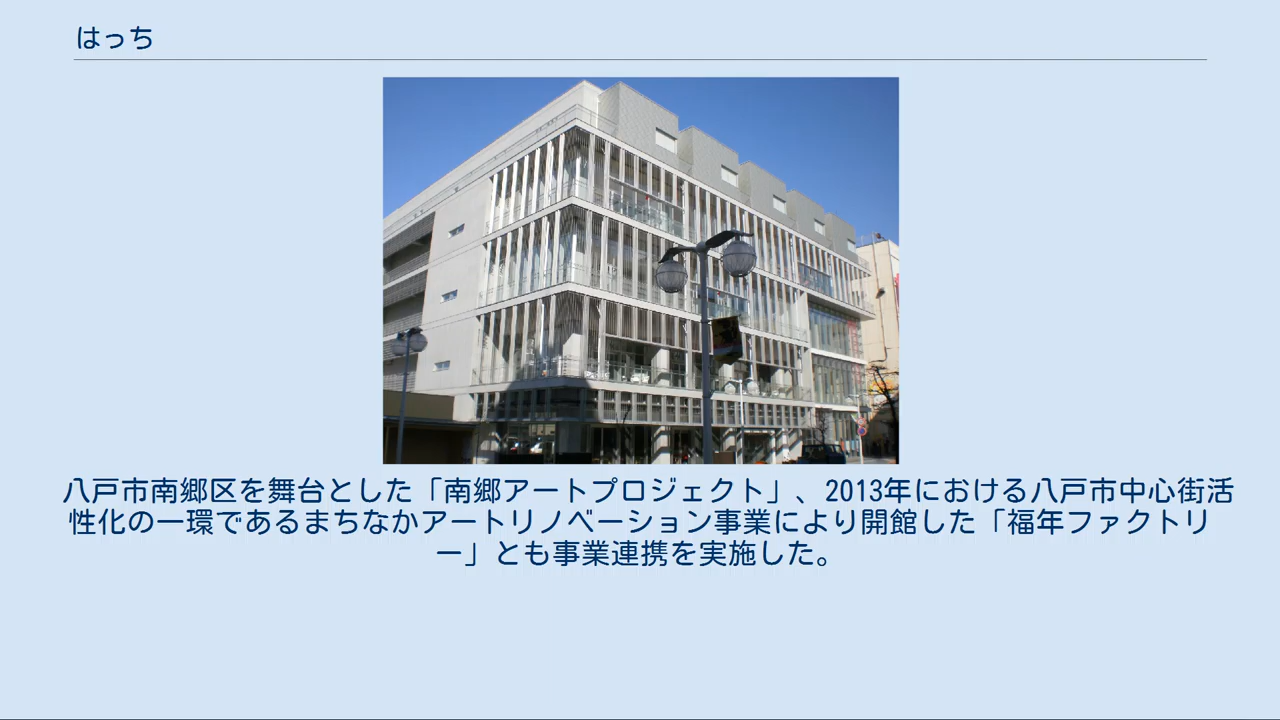 はっち
八戸市南郷区を舞台とした「南郷アートプロジェクト」、2013年における八戸市中心街活
性化の一環であるまちなかアートリノベーション事業により開館した「福年ファクトリ
ー」とも事業連携を実施した。